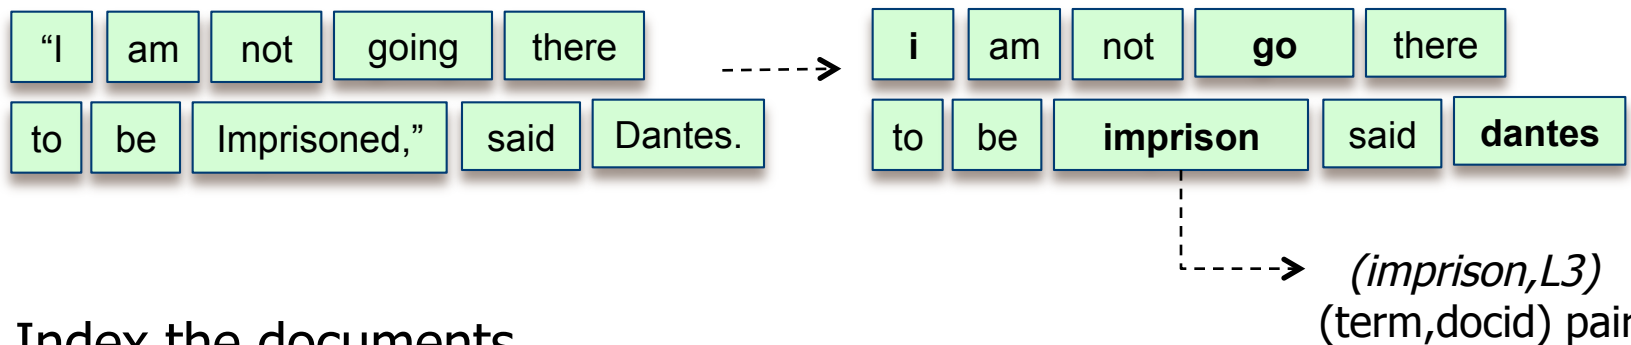 “I am not going there
to be Imprisoned,” said Dantes.
i am not go there
to be imprison said dantes
(imprison,L3)
(term,docid) pair
Index the documents